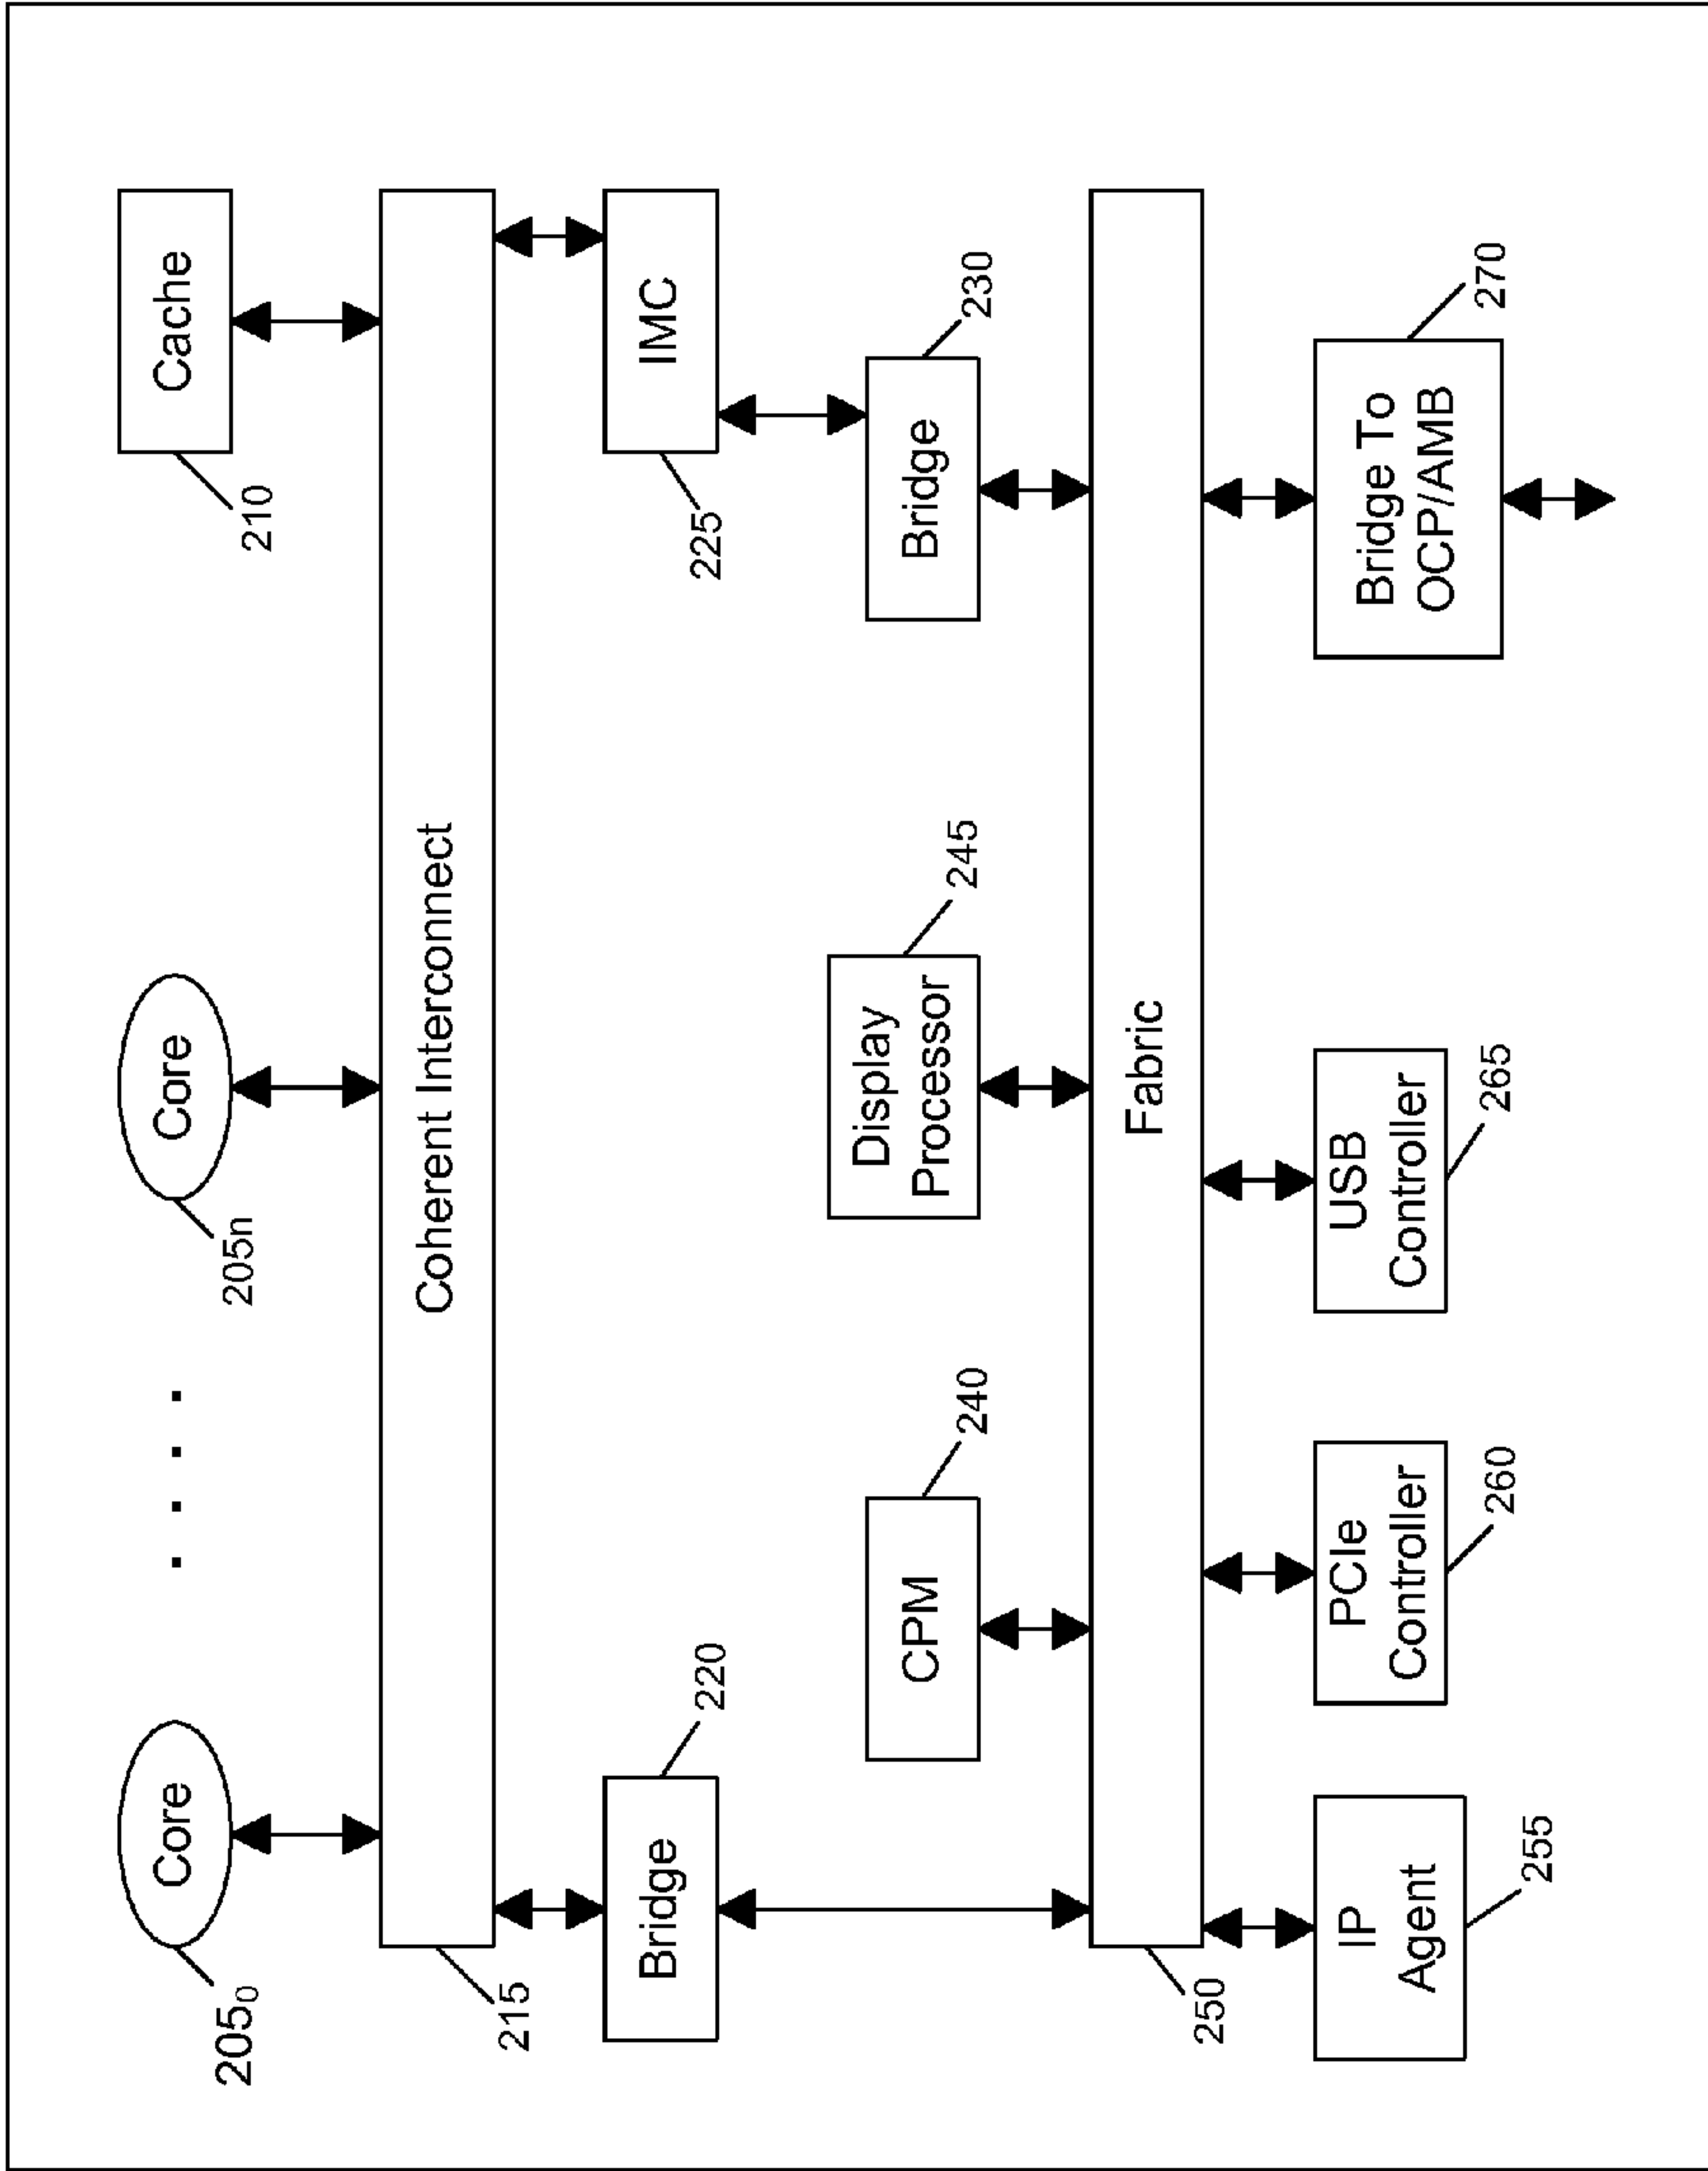 Core
Core
Cache
205₀
205n
210
Coherent Interconnect
215
Bridge
220
IMC
225
CPM
240
Display
Processor
245
Bridge
230
Fabric
250
IP
Agent
255
PCIe
Controller
260
USB
Controller
265
Bridge To
OCP/AMB
270